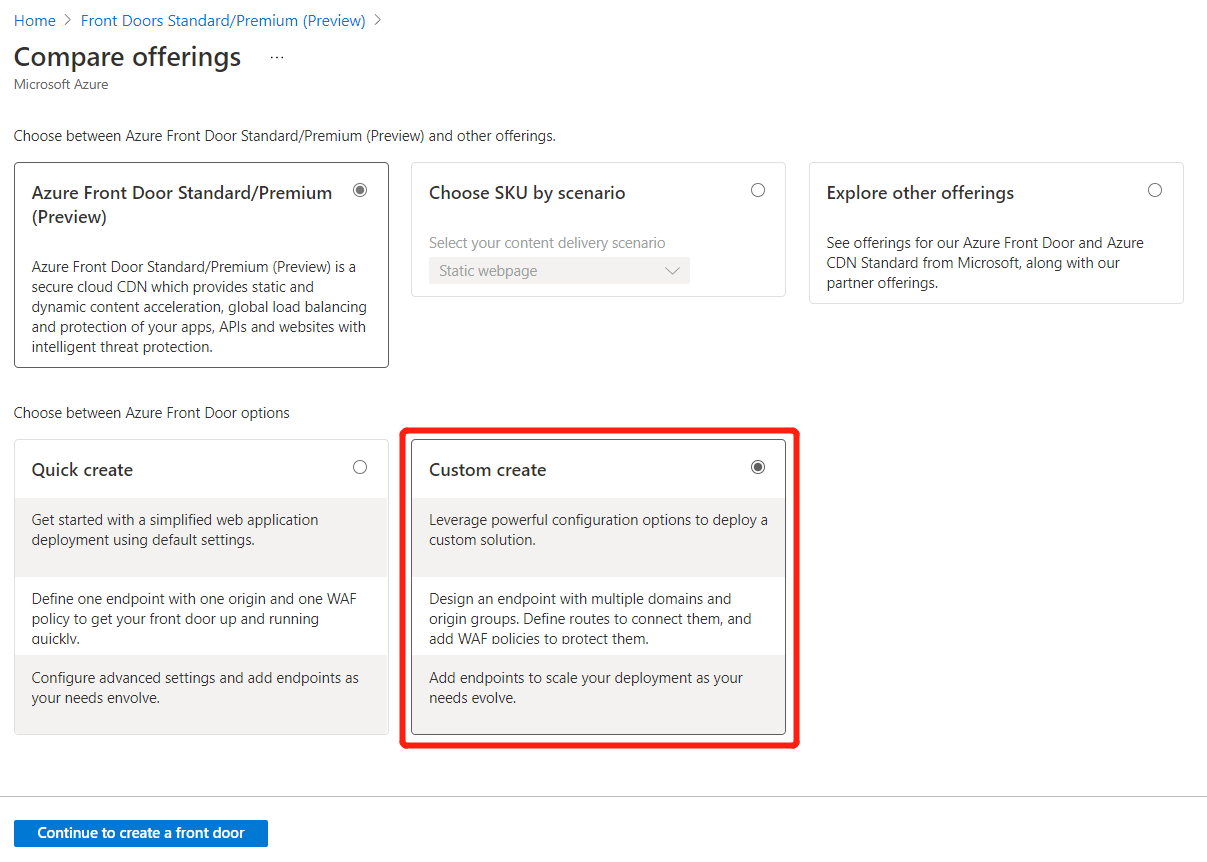 Home > Front Doors Standard/Premium (Preview) >
Compare offerings ...
Microsoft Azure
Choose between Azure Front Door Standard/Premium (Preview) and other offerings.
Azure Front Door Standard/Premium
(Preview)
Azure Front Door Standard/Premium (Preview) is a
secure cloud CDN which provides static and
dynamic content acceleration, global load balancing
and protection of your apps, APIs and websites with
intelligent threat protection.
Choose SKU by scenario
Select your content delivery scenario
Static webpage
Explore other offerings
See offerings for our Azure Front Door and Azure
CDN Standard from Microsoft, along with our
partner offerings.
Choose between Azure Front Door options
Quick create
Get started with a simplified web application
deployment using default settings.
Define one endpoint with one origin and one WAF
policy to get your front door up and running
quickly.
Configure advanced settings and add endpoints as
your needs envolve.
Custom create
Leverage powerful configuration options to deploy a
custom solution.
Design an endpoint with multiple domains and
origin groups. Define routes to connect them, and
add WAF policies to protect them.
Add endpoints to scale your deployment as your
needs evolve.
Continue to create a front door